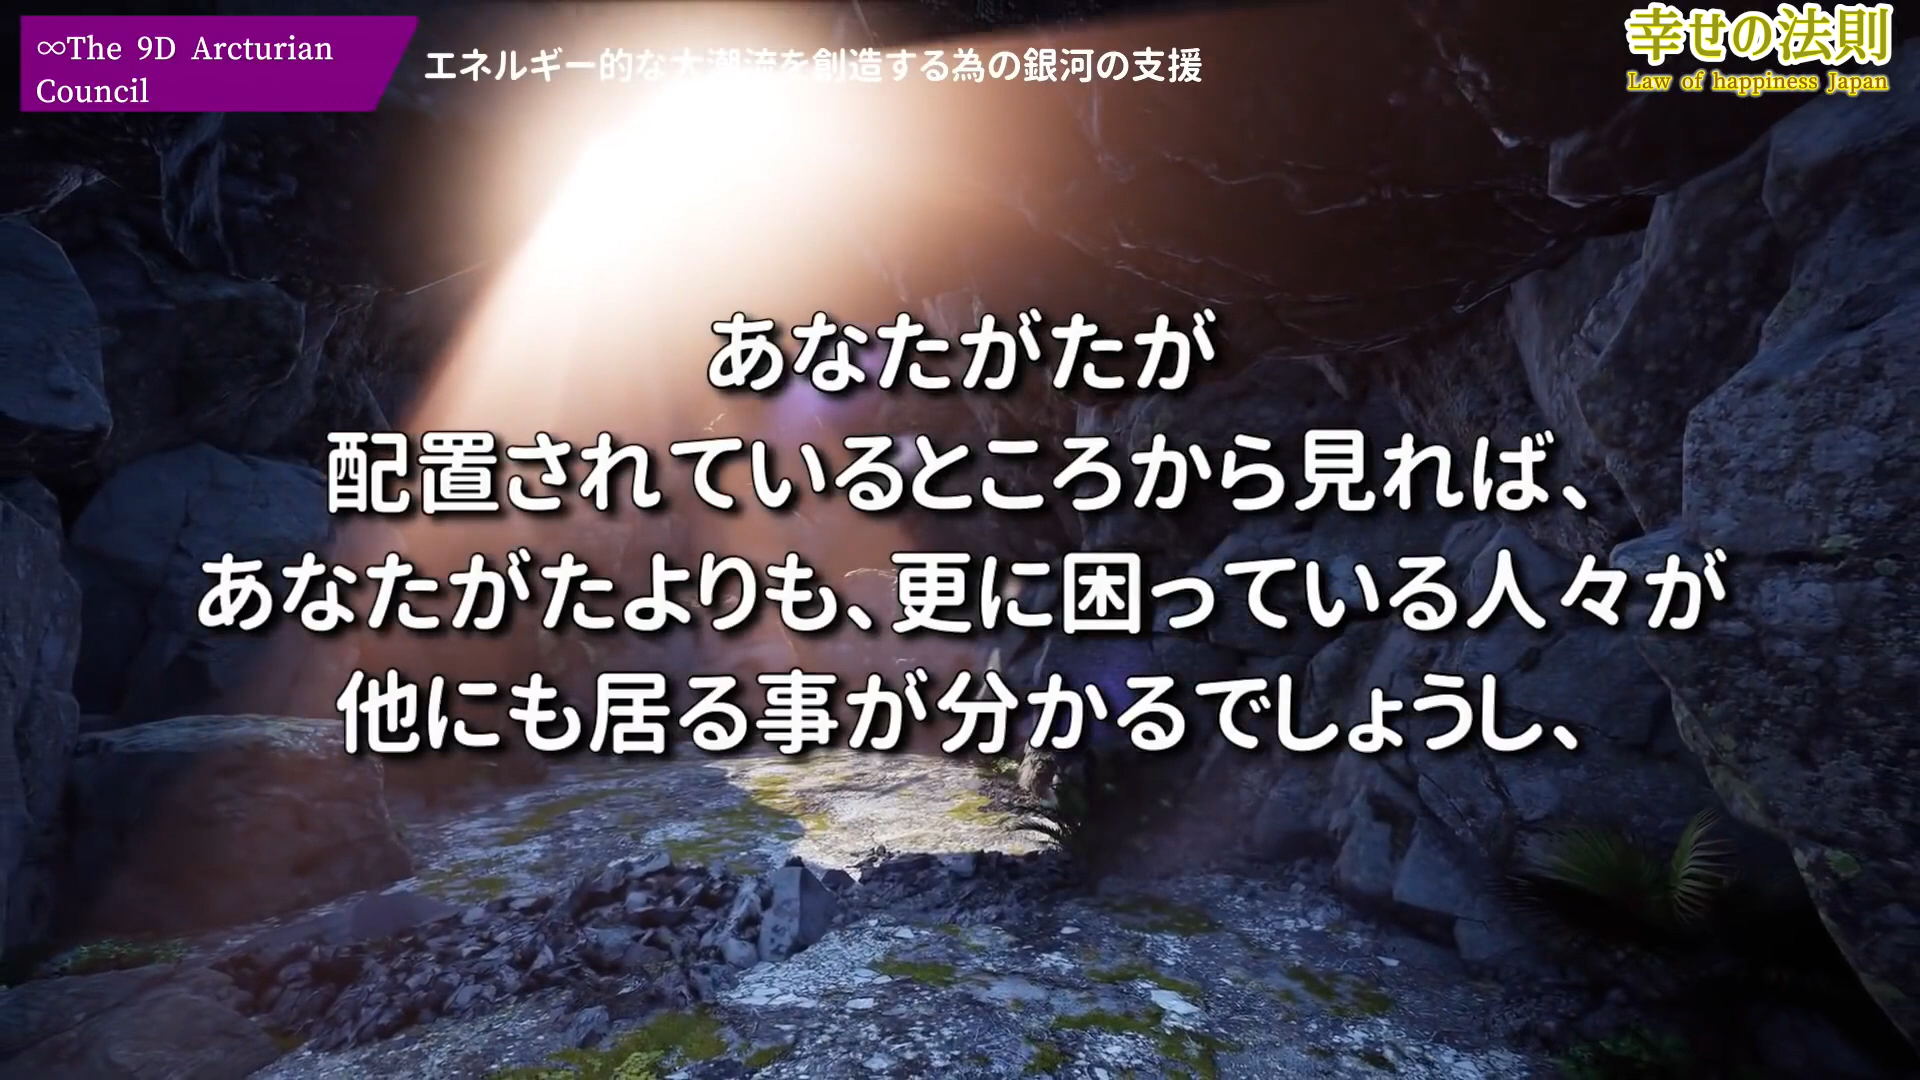 ∞The 9D Arcturian
Council
エネルギー的な大潮流を創造する為の銀河の支援
幸せの法則
Law of happiness Japan
あなたがたが
配置されているところから見れば、
あなたがたよりも、更に困っている人々が
他にも居る事が分かるでしょうし、